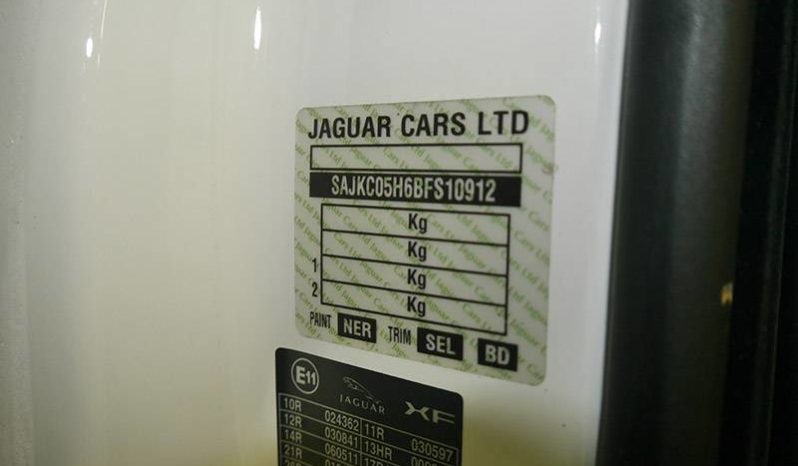 JAGUAR CARS LTD
SAJKC05H6BFS10912
Kg
Kg
1 Kg
2 Kg
PAINT NER TRIM SEL BD
E11 JAGUAR XF
10R 024362 11R 030597
12R 030841 13HR
14R 060511
21R